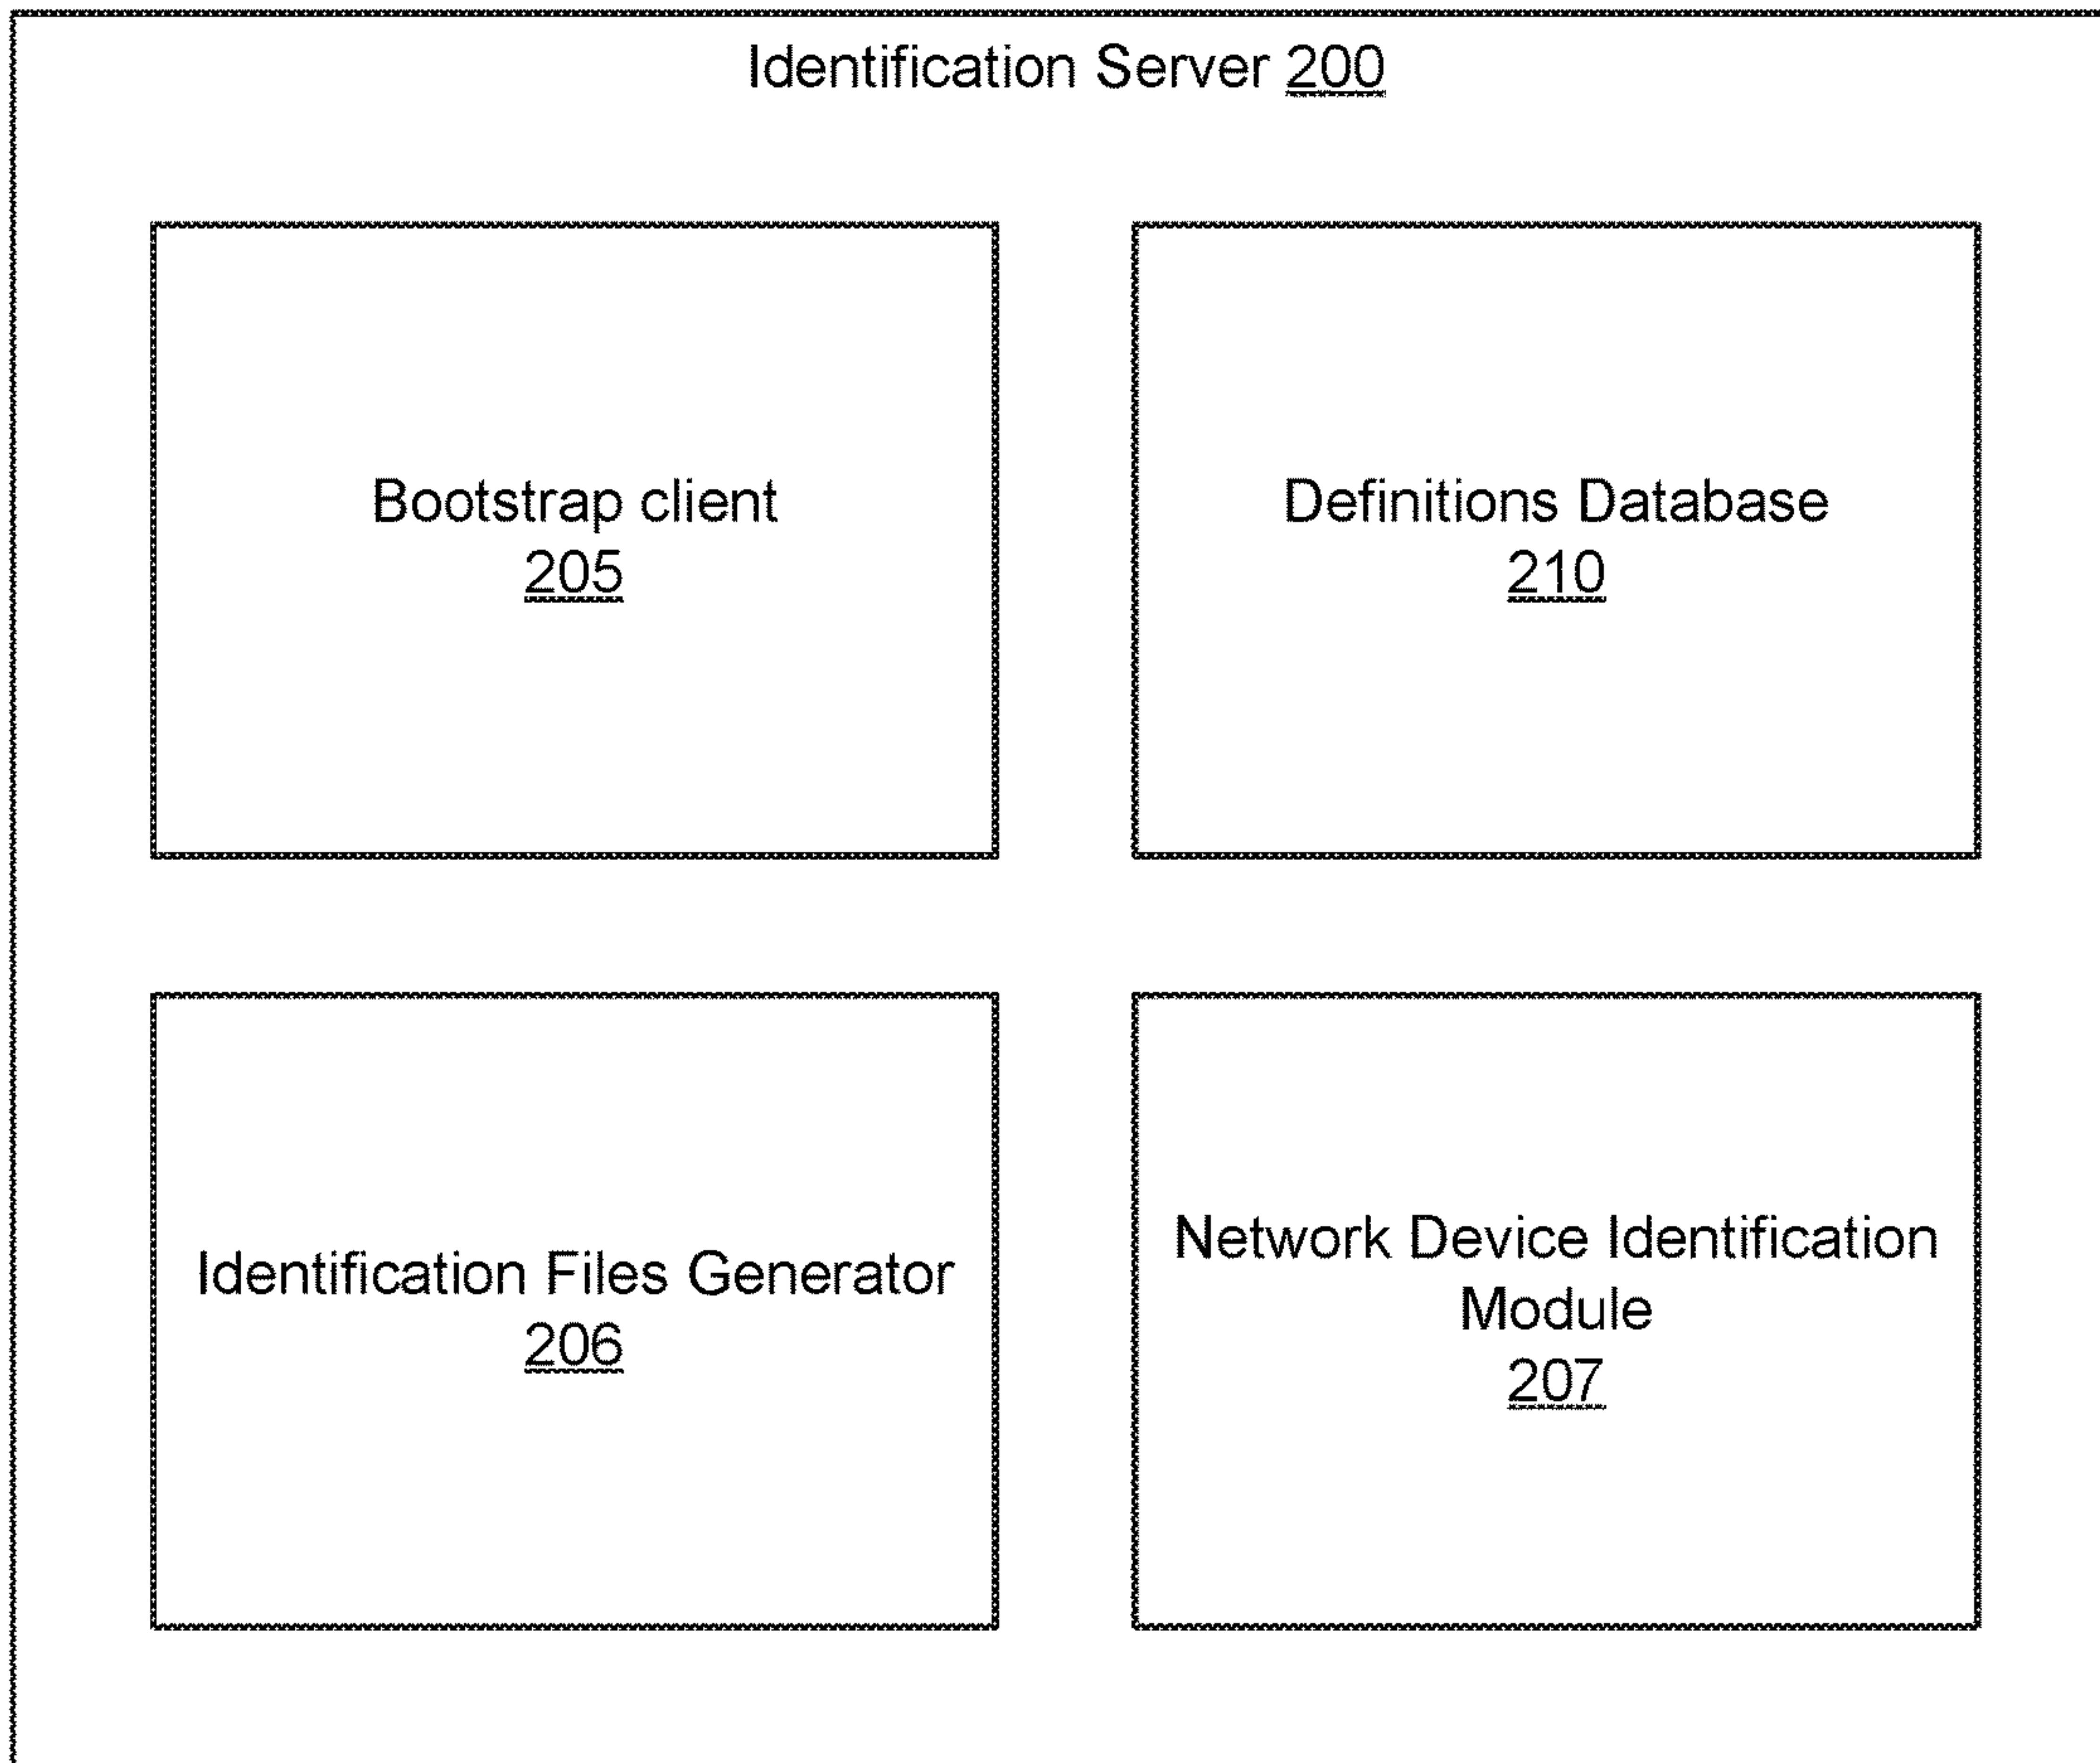 Identification Server 200
Bootstrap client
205
Definitions Database
210
Identification Files Generator
206
Network Device Identification
Module
207